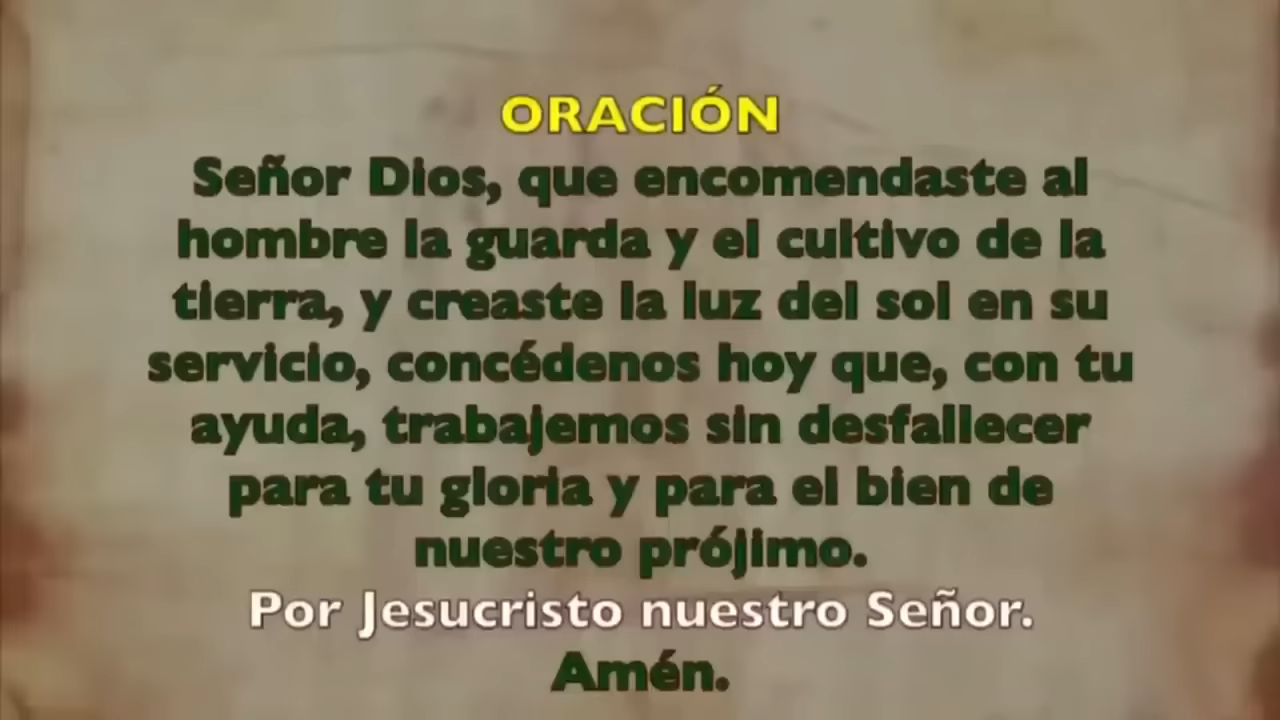 ORACIÓN
Señor Dios, que encomendaste al
hombre la guarda y el cultivo de la
tierra, y creaste la luz del sol en su
servicio, concédenos hoy que, con tu
ayuda, trabajemos sin desfallecer
para tu gloria y para el bien de
nuestro prójimo.
Por Jesucristo nuestro Señor.
Amén.